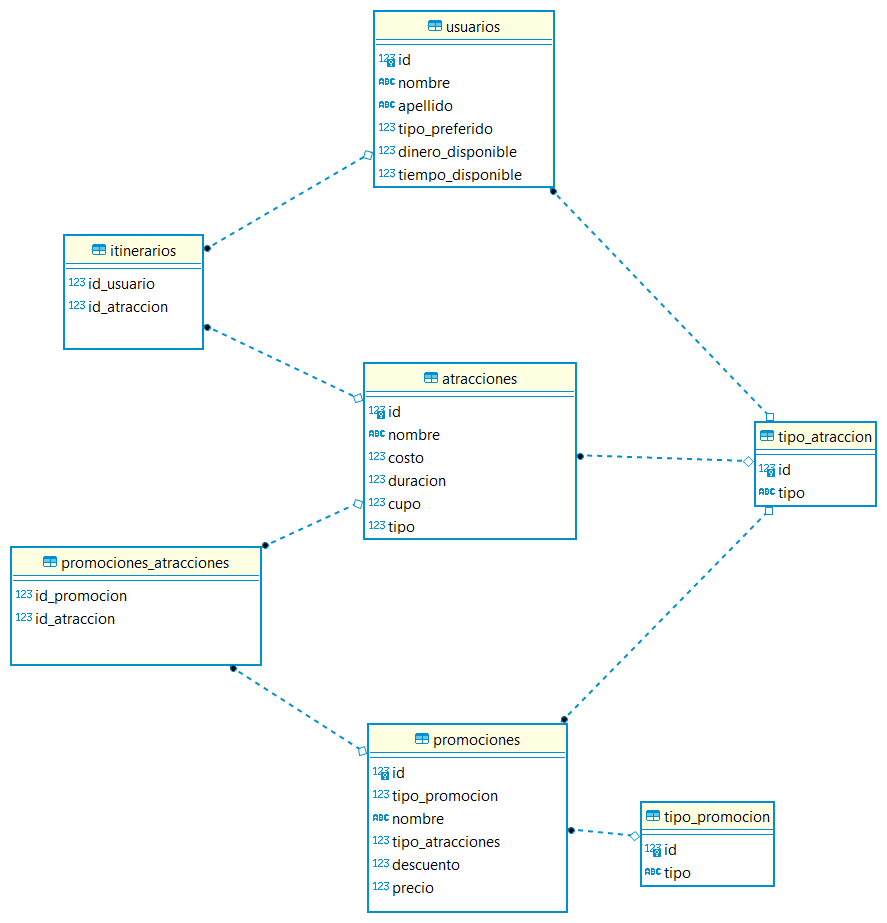 usuarios
123 id
ABC nombre
ABC apellido
123 tipo_preferido
123 dinero_disponible
123 tiempo_disponible
itinerarios
123 id_usuario
123 id_atraccion
atracciones
123 id
ABC nombre
123 costo
123 duracion
123 cupo
123 tipo
tipo_atraccion
123 id
ABC tipo
promociones_atracciones
123 id_promocion
123 id_atraccion
promociones
123 id
123 tipo_promocion
ABC nombre
123 tipo_atracciones
123 descuento
123 precio
tipo_promocion
123 id
ABC tipo